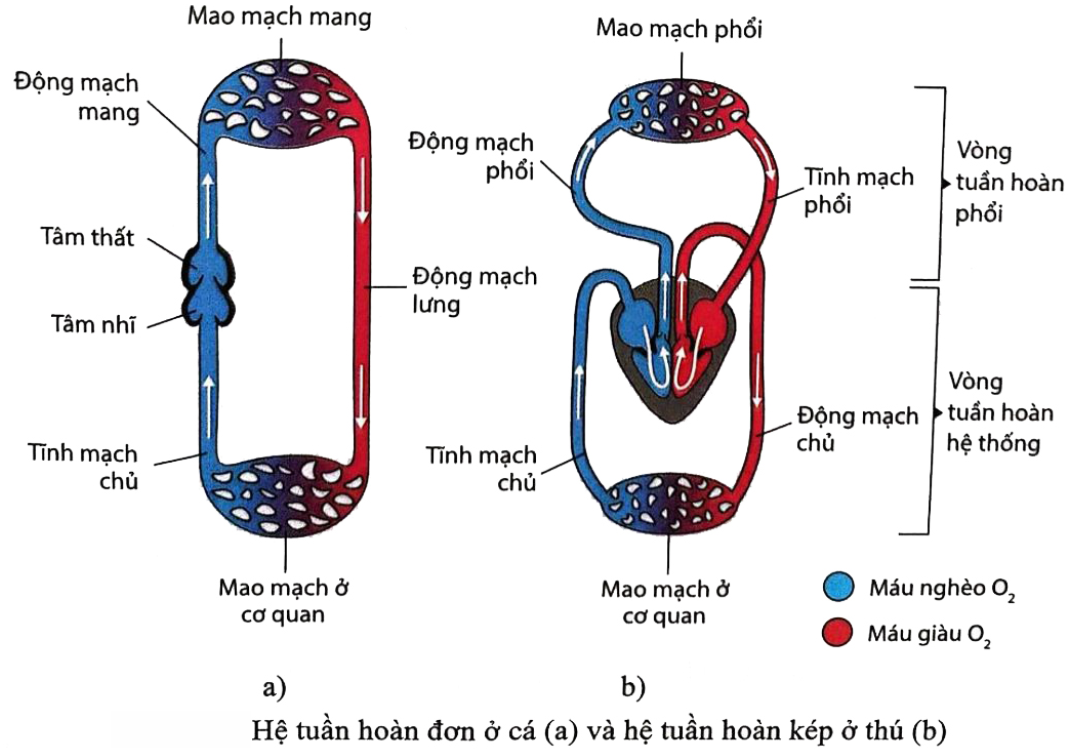 Mao mạch mang
Động mạch
mang
Tâm thất
Tâm nhĩ
Tĩnh mạch
chủ
Động mạch
lưng
Mao mạch ở
cơ quan
a)
Mao mạch phổi
Động mạch
phổi
Tĩnh mạch
phổi
Vòng
tuần hoàn
phổi
Tĩnh mạch
chủ
Động mạch
chủ
Vòng
tuần hoàn
hệ thống
Mao mạch ở
cơ quan
b)
Máu nghèo O₂
Máu giàu O₂
Hệ tuần hoàn đơn ở cá (a) và hệ tuần hoàn kép ở thú (b)